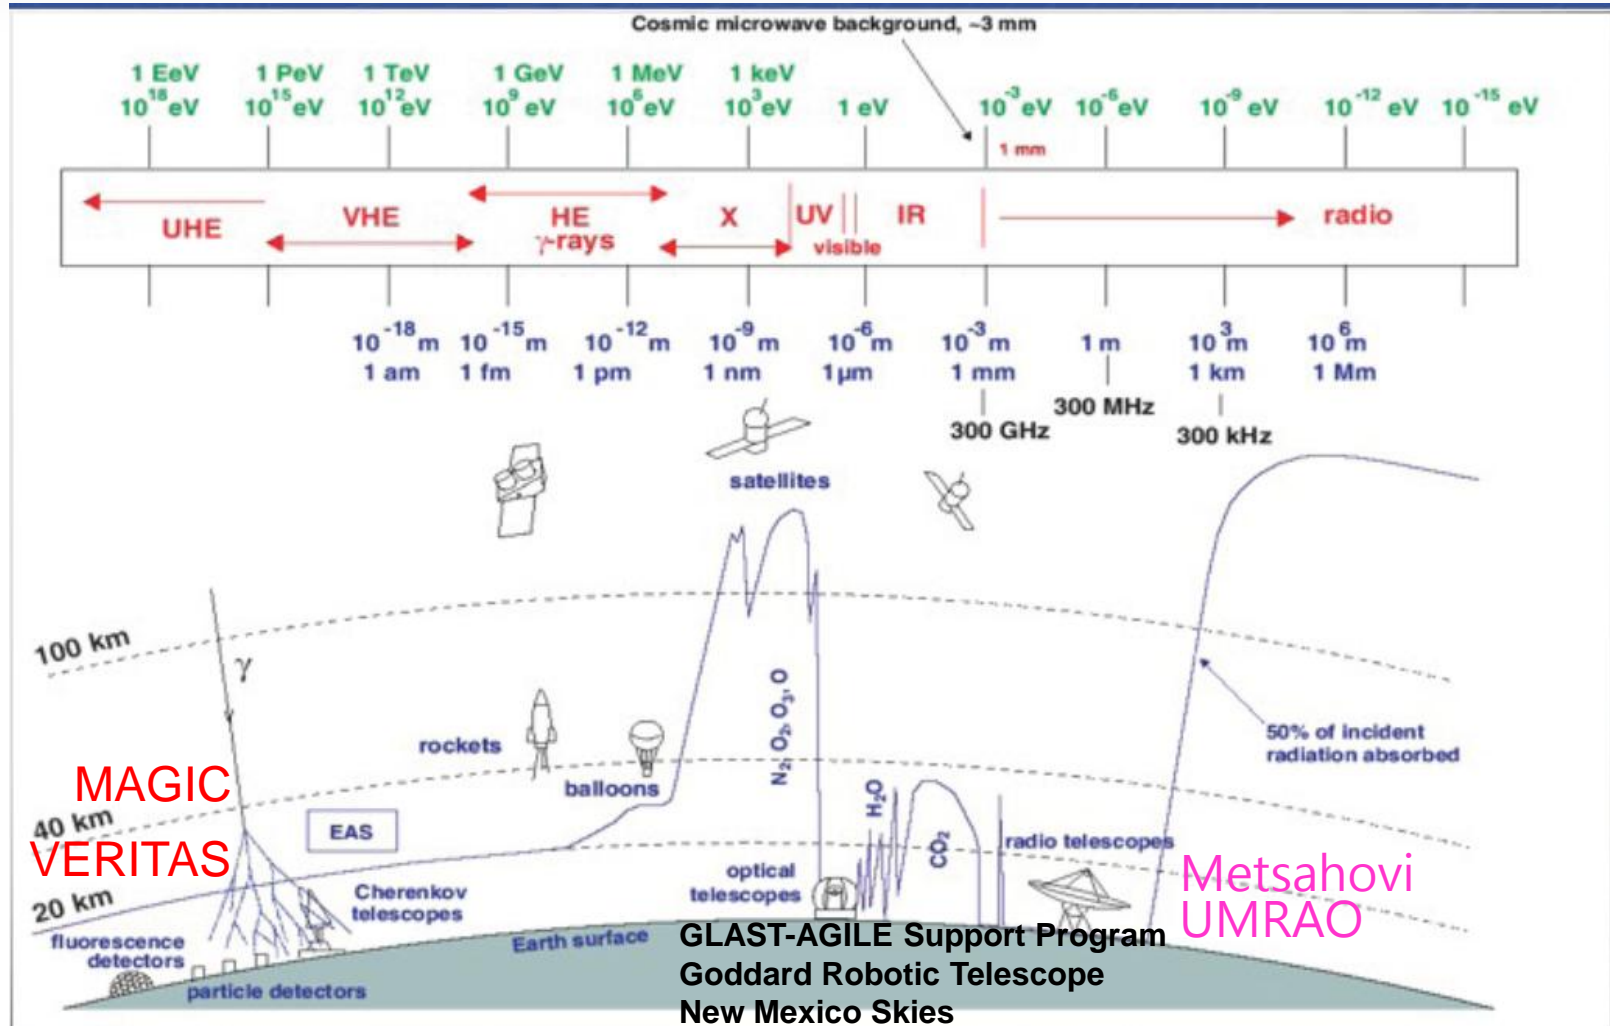 Cosmic microwave background, ~3 mm
1 EeV 1 PeV 1 TeV 1 GeV 1 MeV 1 keV
10^18 eV 10^15 eV 10^12 eV 10^9 eV 10^6 eV 10^3 eV 1 eV 10^-3 eV 10^-6 eV 10^-9 eV 10^-12 eV 10^-15 eV
1 mm
UHE VHE HE X UV IR radio
γ-rays visible
10^-18 m 10^-15 m 10^-12 m 10^-9 m 10^-6 m 10^-3 m 1 m 10^3 m 10^6 m
1 am 1 fm 1 pm 1 nm 1µm 1 mm 1 km 1 Mm
300 GHz 300 MHz 300 kHz
satellites
100 km
γ
N2, O2, O3, O
rockets
balloons
50% of incident
radiation absorbed
MAGIC
40 km
VERITAS
EAS
H2O
CO2
radio telescopes
20 km
Cherenkov
telescopes
optical
telescopes
Metsahovi
UMRAO
fluorescence
detectors
particle detectors
Earth surface
GLAST-AGILE Support Program
Goddard Robotic Telescope
New Mexico Skies